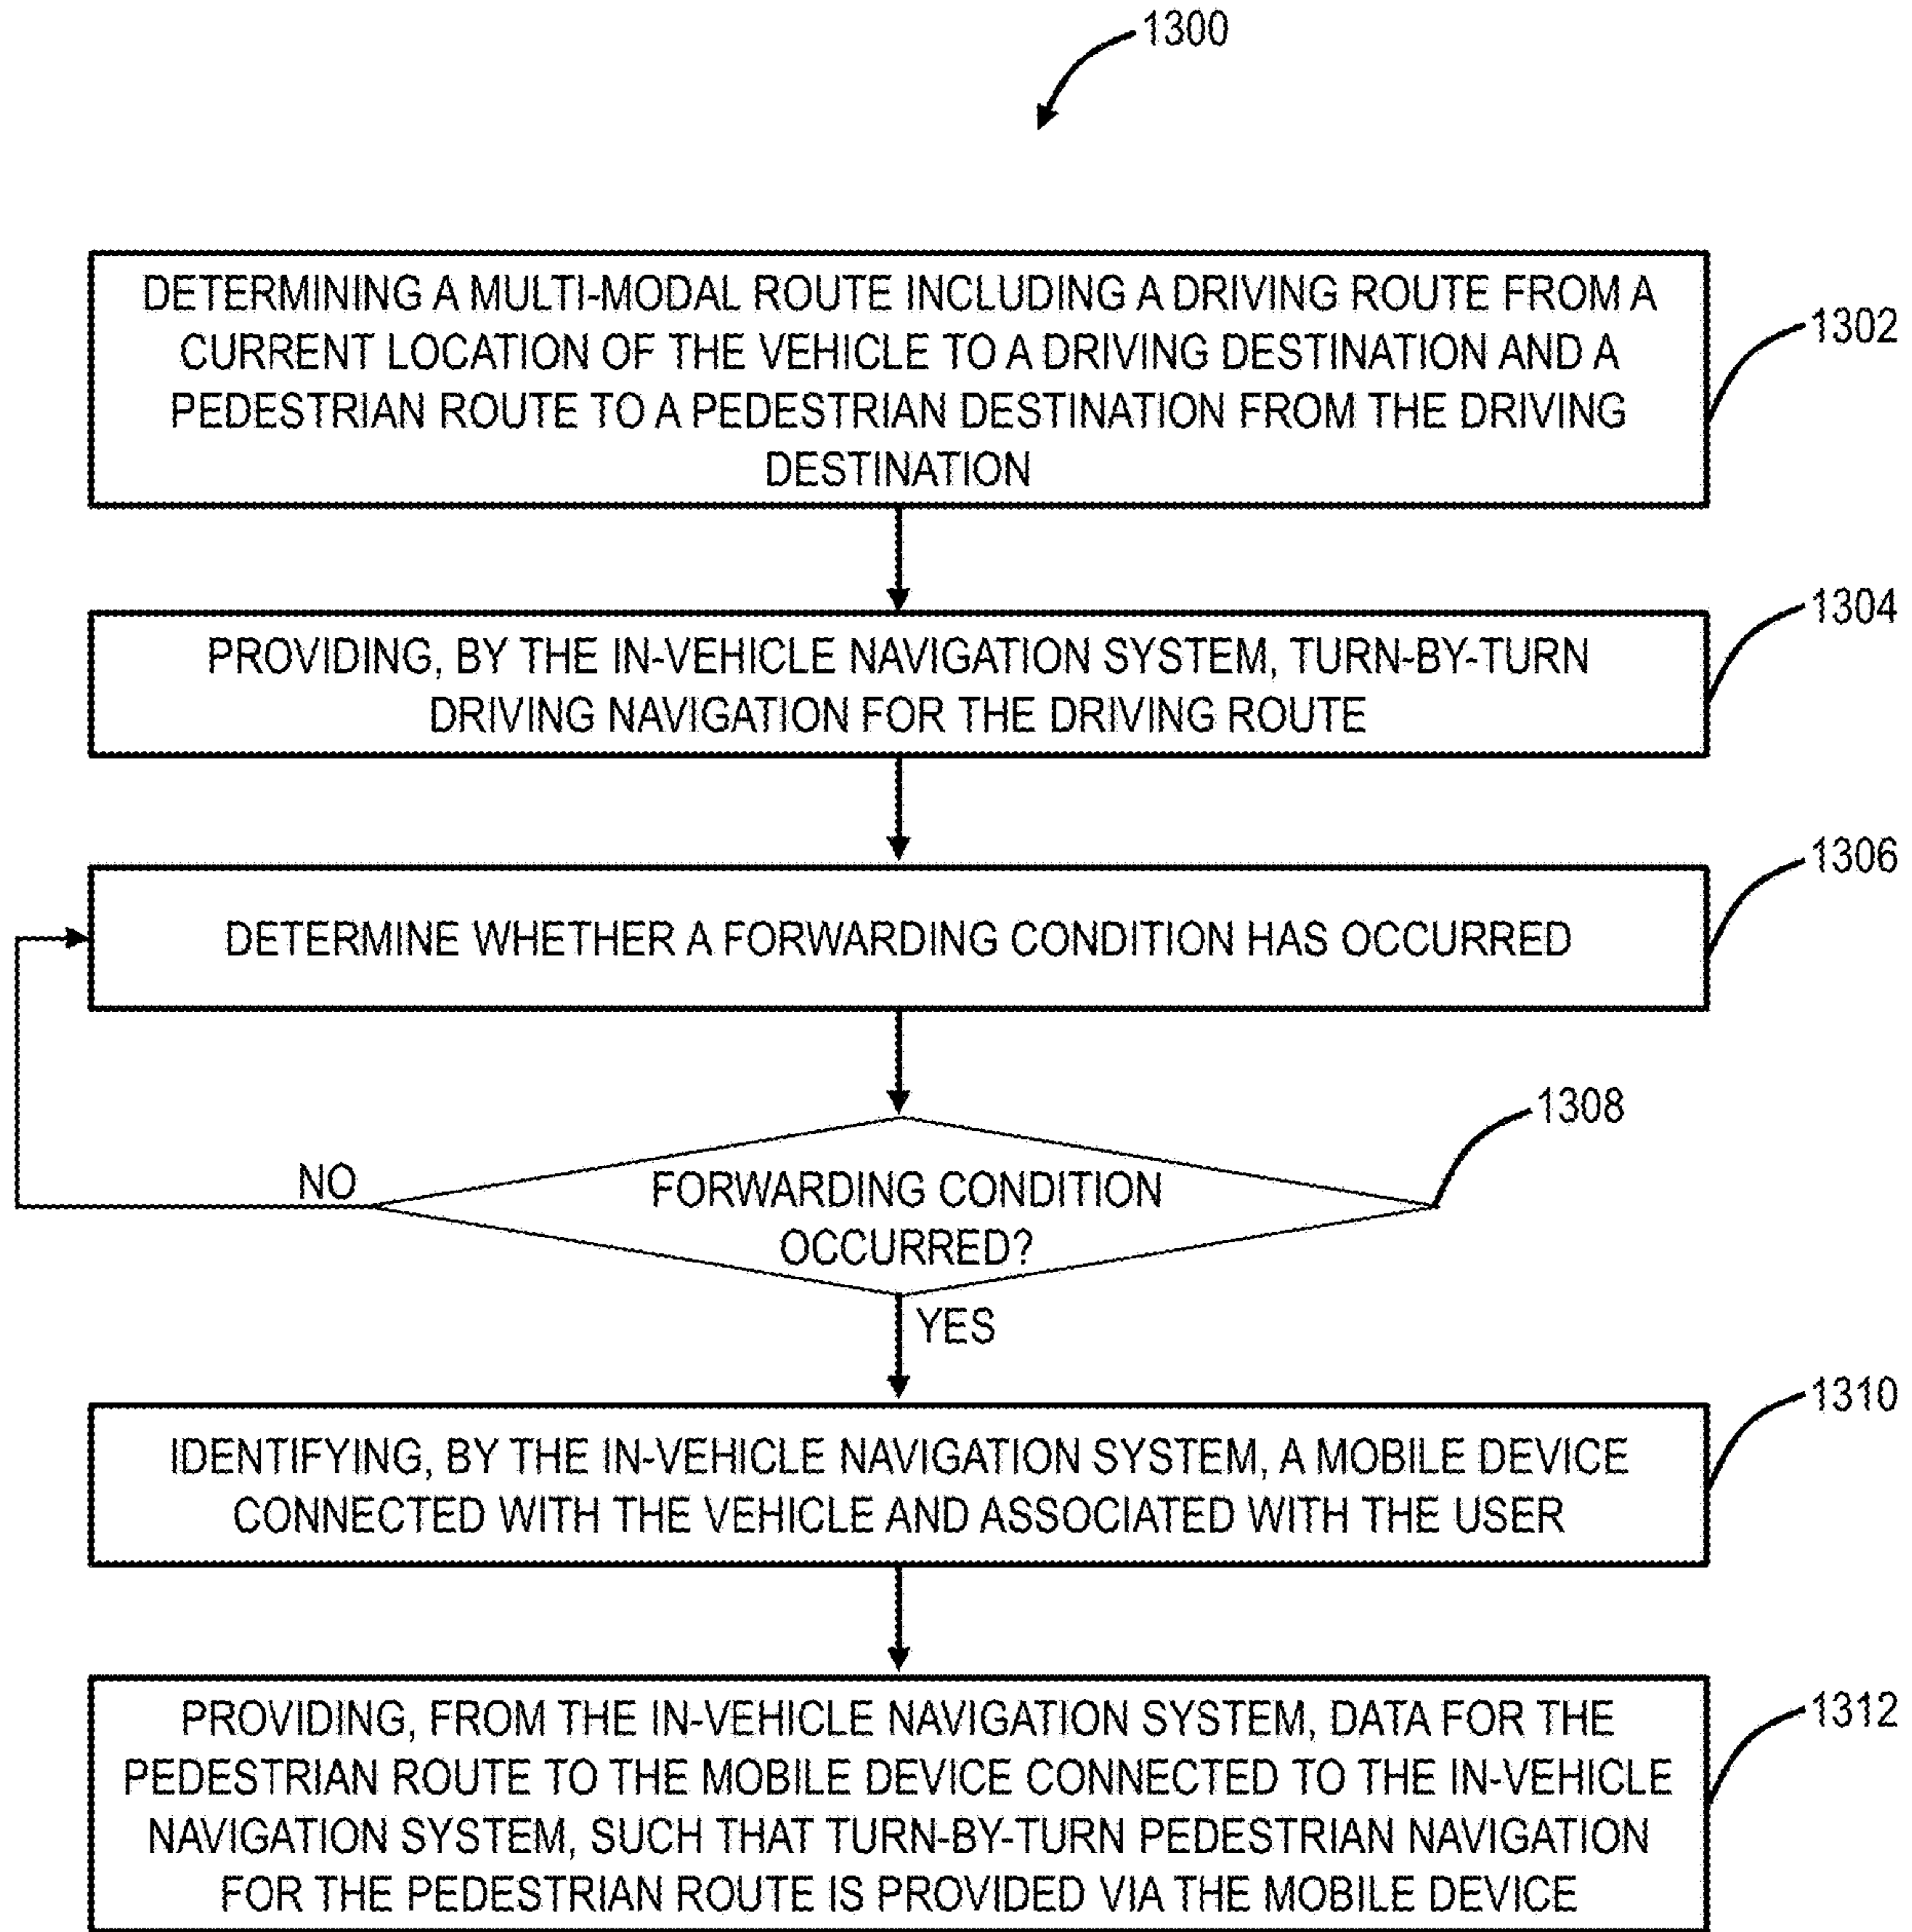 1300
DETERMINING A MULTI-MODAL ROUTE INCLUDING A DRIVING ROUTE FROM A
CURRENT LOCATION OF THE VEHICLE TO A DRIVING DESTINATION AND A
PEDESTRIAN ROUTE TO A PEDESTRIAN DESTINATION FROM THE DRIVING
DESTINATION
1302
PROVIDING, BY THE IN-VEHICLE NAVIGATION SYSTEM, TURN-BY-TURN
DRIVING NAVIGATION FOR THE DRIVING ROUTE
1304
DETERMINE WHETHER A FORWARDING CONDITION HAS OCCURRED
1306
FORWARDING CONDITION
OCCURRED?
1308
NO
YES
IDENTIFYING, BY THE IN-VEHICLE NAVIGATION SYSTEM, A MOBILE DEVICE
CONNECTED WITH THE VEHICLE AND ASSOCIATED WITH THE USER
1310
PROVIDING, FROM THE IN-VEHICLE NAVIGATION SYSTEM, DATA FOR THE
PEDESTRIAN ROUTE TO THE MOBILE DEVICE CONNECTED TO THE IN-VEHICLE
NAVIGATION SYSTEM, SUCH THAT TURN-BY-TURN PEDESTRIAN NAVIGATION
FOR THE PEDESTRIAN ROUTE IS PROVIDED VIA THE MOBILE DEVICE
1312